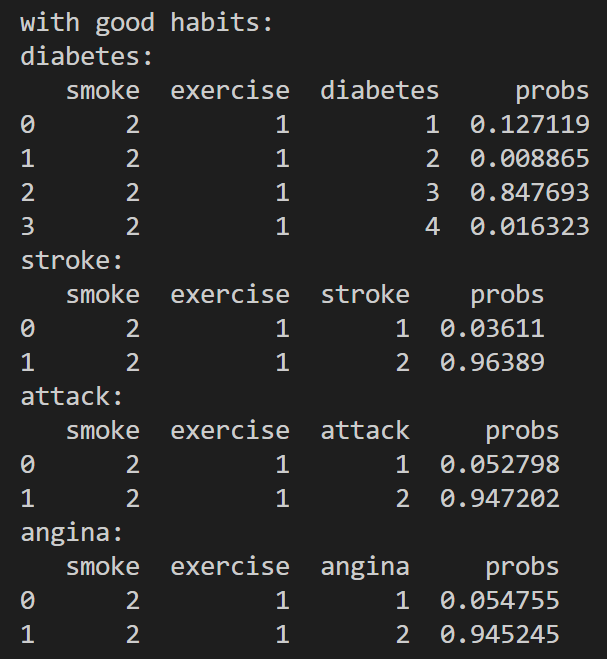 with good habits:
diabetes:
   smoke  exercise  diabetes     probs
0      2         1         1  0.127119
1      2         1         2  0.008865
2      2         1         3  0.847693
3      2         1         4  0.016323
stroke:
   smoke  exercise  stroke    probs
0      2         1       1  0.03611
1      2         1       2  0.96389
attack:
   smoke  exercise  attack     probs
0      2         1       1  0.052798
1      2         1       2  0.947202
angina:
   smoke  exercise  angina     probs
0      2         1       1  0.054755
1      2         1       2  0.945245